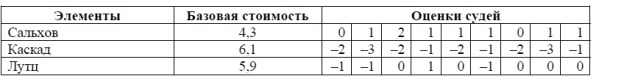 Элементы Базовая стоимость Оценки судей
Сальхов 4,3 0 1 2 1 1 1 0 1 1
Каскад 6,1 –2 –3 –2 –1 –2 –1 –2 –3 –1
Лутц 5,9 –1 –1 0 1 0 –1 0 0 0